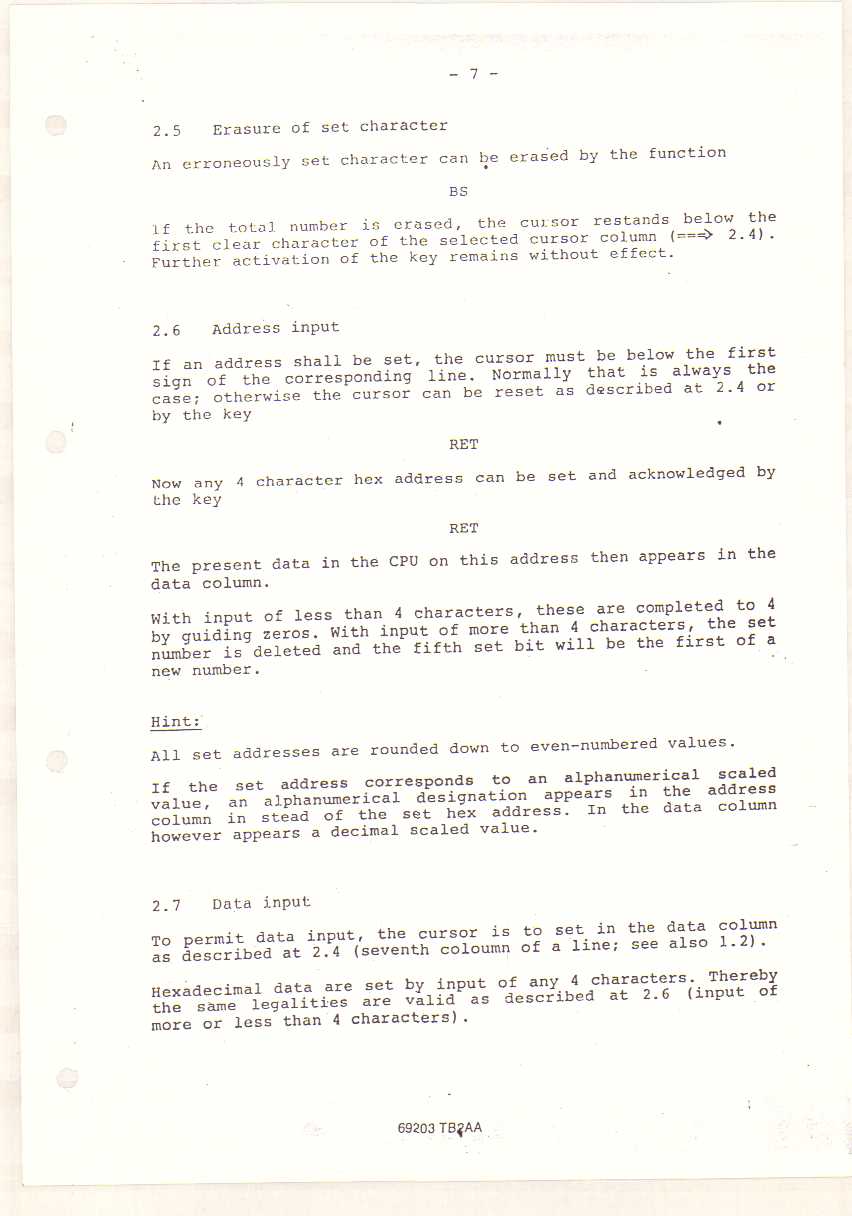 - 7 -
2.5 Erasure of set character
An erroneously set character can be erased by the function
BS
If the total number is erased, the cursor restands below the
first clear character of the selected cursor column (===> 2.4).
Further activation of the key remains without effect.
2.6 Address input
If an address shall be set, the cursor must be below the first
sign of the corresponding line. Normally that is always the
case; otherwise the cursor can be reset as described at 2.4 or
by the key
RET
Now any 4 character hex address can be set and acknowledged by
the key
RET
The present data in the CPU on this address then appears in the
data column.
With input of less than 4 characters, these are completed to 4
by guiding zeros. With input of more than 4 characters, the set
number is deleted and the fifth set bit will be the first of a
new number.
Hint:
All set addresses are rounded down to even-numbered values.
If the set address corresponds to an alphanumerical scaled
value, an alphanumerical designation appears in the address
column in stead of the set hex address. In the data column
however appears a decimal scaled value.
2.7 Data input
To permit data input, the cursor is to set in the data column
as described at 2.4 (seventh coloumn of a line; see also 1.2).
Hexadecimal data are set by input of any 4 characters. Thereby
the same legalities are valid as described at 2.6 (input of
more or less than 4 characters).
69203 TB2AA